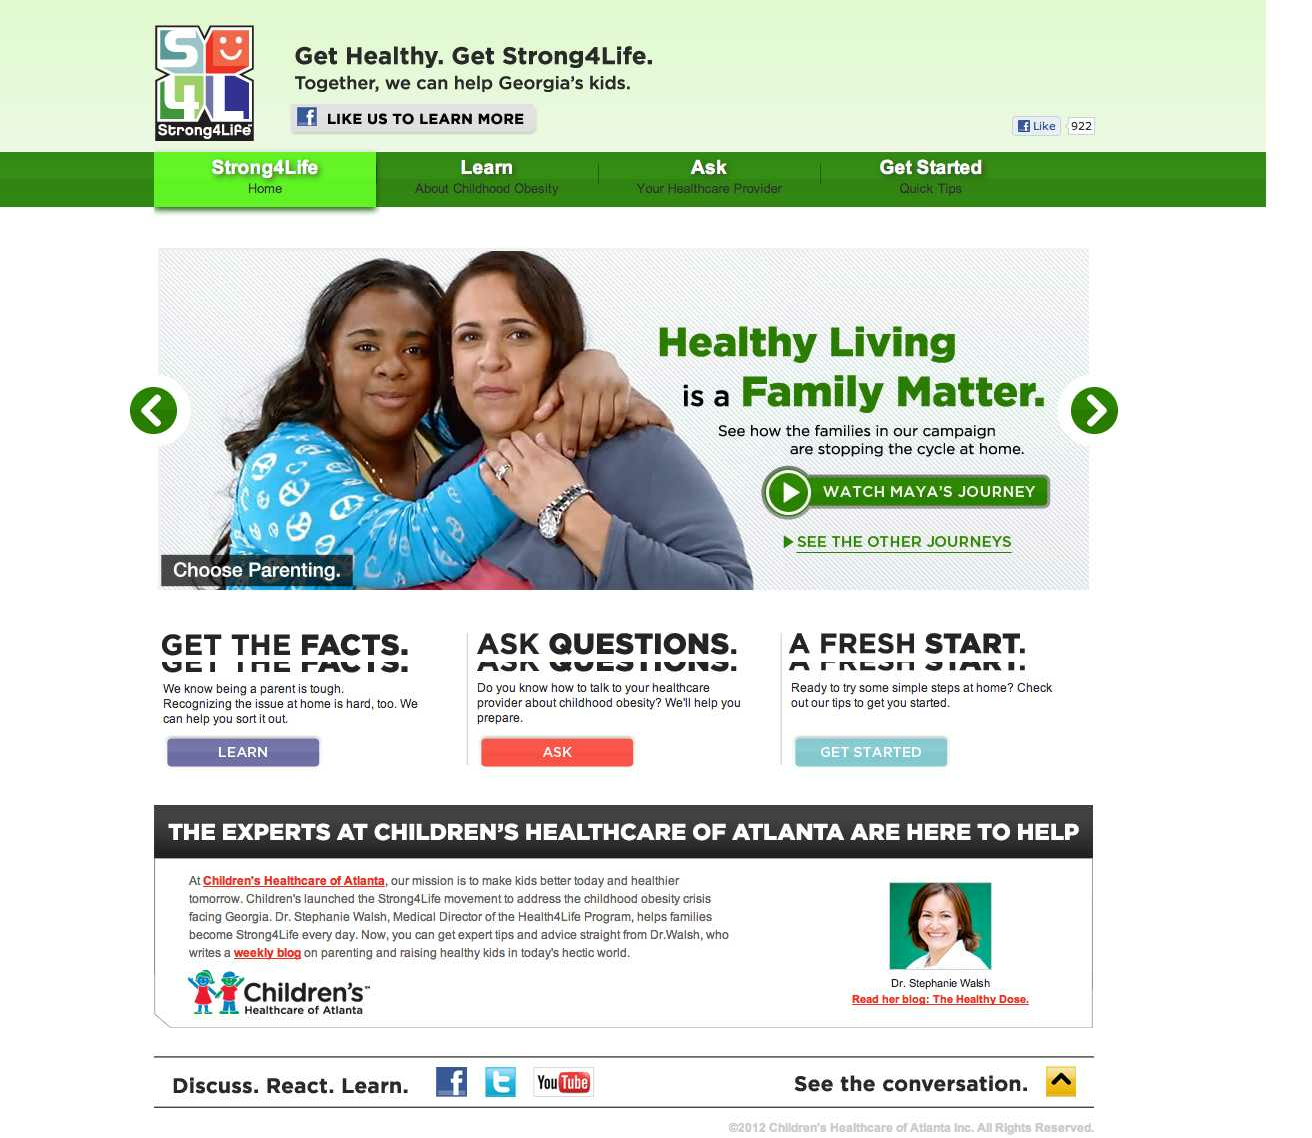 S
4L
Strong4Life™
Get Healthy. Get Strong4Life.
Together, we can help Georgia's kids.
f LIKE US TO LEARN MORE
f Like 922
Strong4Life
Home
Learn
About Childhood Obesity
Ask
Your Healthcare Provider
Get Started
Quick Tips
Healthy Living
is a Family Matter.
See how the families in our campaign
are stopping the cycle at home.
WATCH MAYA'S JOURNEY
SEE THE OTHER JOURNEYS
Choose Parenting.
GET THE FACTS.
GET THE FACTS.
We know being a parent is tough.
Recognizing the issue at home is hard, too. We
can help you sort it out.
LEARN
ASK QUESTIONS.
ASK QUESTIONS.
Do you know how to talk to your healthcare
provider about childhood obesity? We'll help you
prepare.
ASK
A FRESH START.
A FRESH START.
Ready to try some simple steps at home? Check
out our tips to get you started.
GET STARTED
THE EXPERTS AT CHILDREN'S HEALTHCARE OF ATLANTA ARE HERE TO HELP
At Children's Healthcare of Atlanta, our mission is to make kids better today and healthier
tomorrow. Children's launched the Strong4Life movement to address the childhood obesity crisis
facing Georgia. Dr. Stephanie Walsh, Medical Director of the Health4Life Program, helps families
become Strong4Life every day. Now, you can get expert tips and advice straight from Dr.Walsh, who
writes a weekly blog on parenting and raising healthy kids in today's hectic world.
Children's™
Healthcare of Atlanta
Dr. Stephanie Walsh
Read her blog: The Healthy Dose.
Discuss. React. Learn.
f
t
YouTube
See the conversation.
©2012 Children's Healthcare of Atlanta Inc. All Rights Reserved.